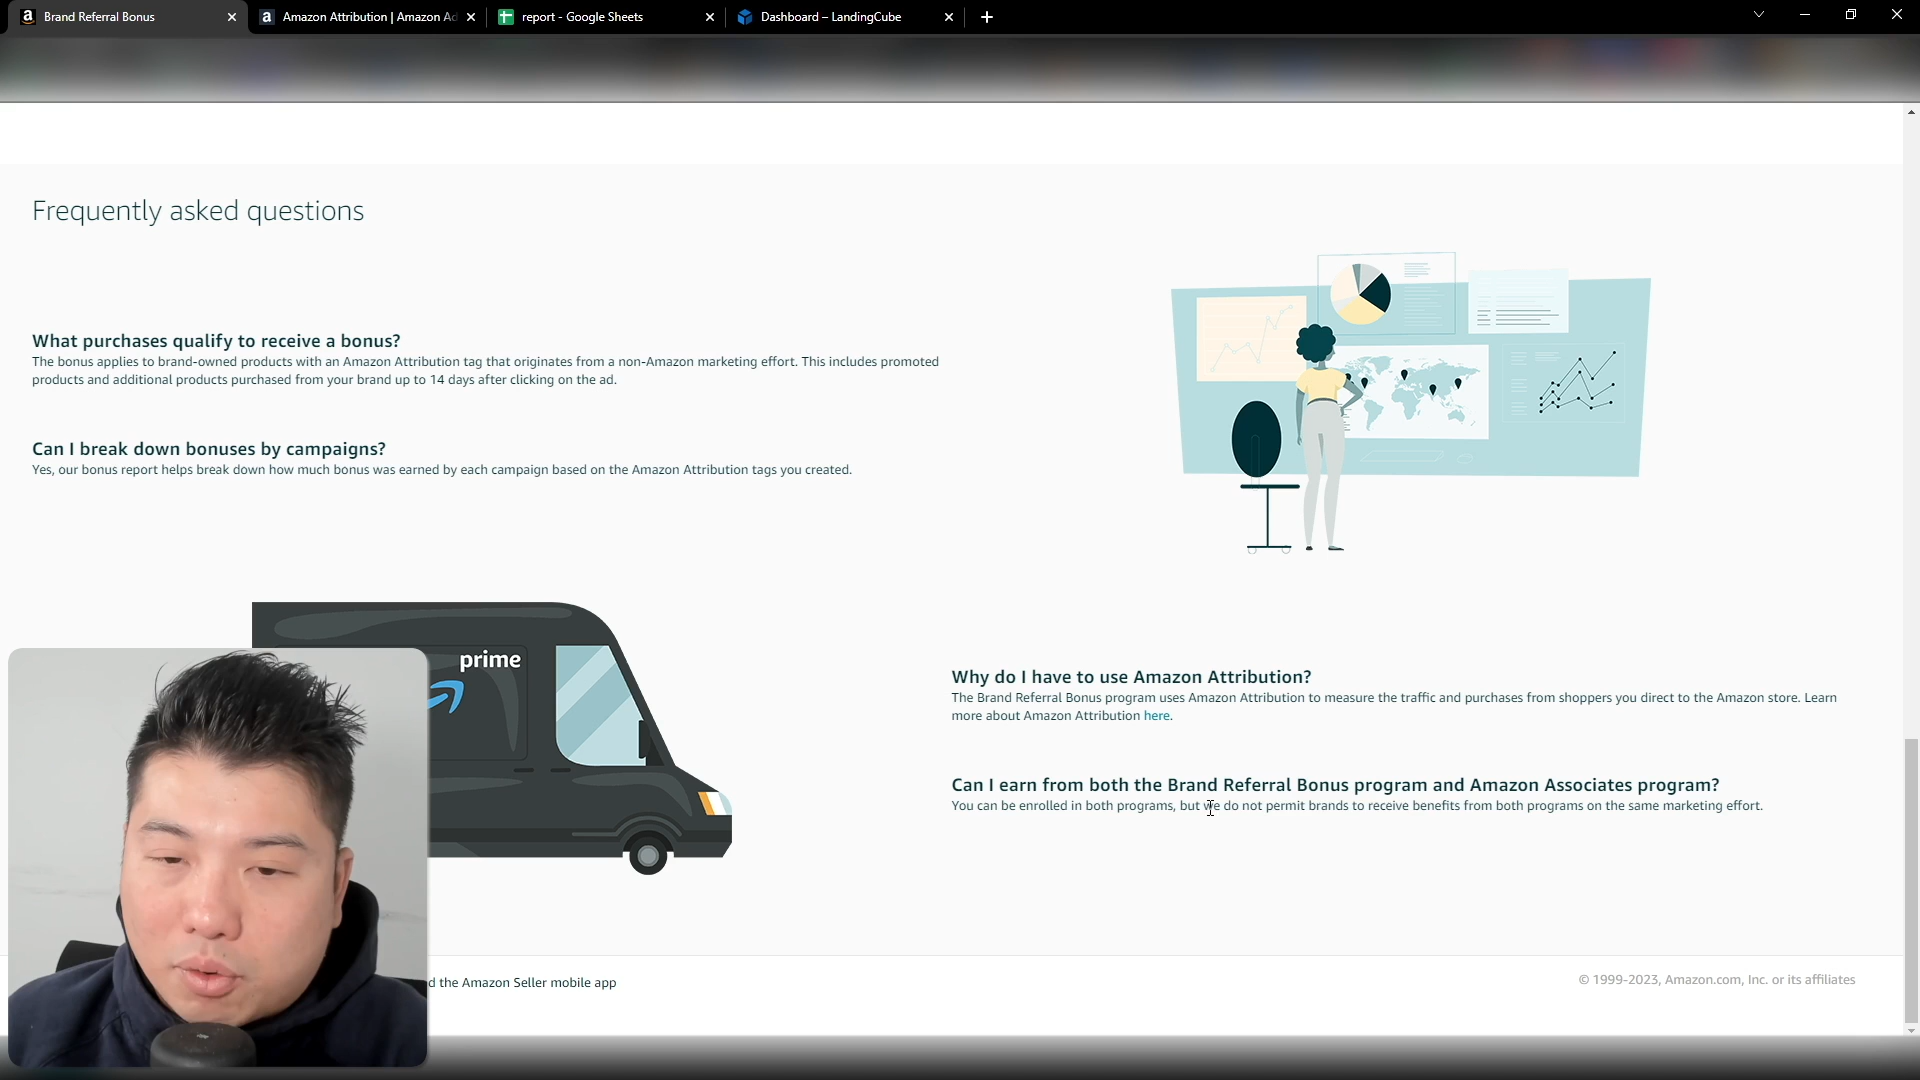 Brand Referral Bonus
Amazon Attribution | Amazon Ad
report - Google Sheets
Dashboard – LandingCube
Frequently asked questions
What purchases qualify to receive a bonus?
The bonus applies to brand-owned products with an Amazon Attribution tag that originates from a non-Amazon marketing effort. This includes promoted
products and additional products purchased from your brand up to 14 days after clicking on the ad.
Can I break down bonuses by campaigns?
Yes, our bonus report helps break down how much bonus was earned by each campaign based on the Amazon Attribution tags you created.
prime
Why do I have to use Amazon Attribution?
The Brand Referral Bonus program uses Amazon Attribution to measure the traffic and purchases from shoppers you direct to the Amazon store. Learn
more about Amazon Attribution here.
Can I earn from both the Brand Referral Bonus program and Amazon Associates program?
You can be enrolled in both programs, but we do not permit brands to receive benefits from both programs on the same marketing effort.
d the Amazon Seller mobile app
© 1999-2023, Amazon.com, Inc. or its affiliates